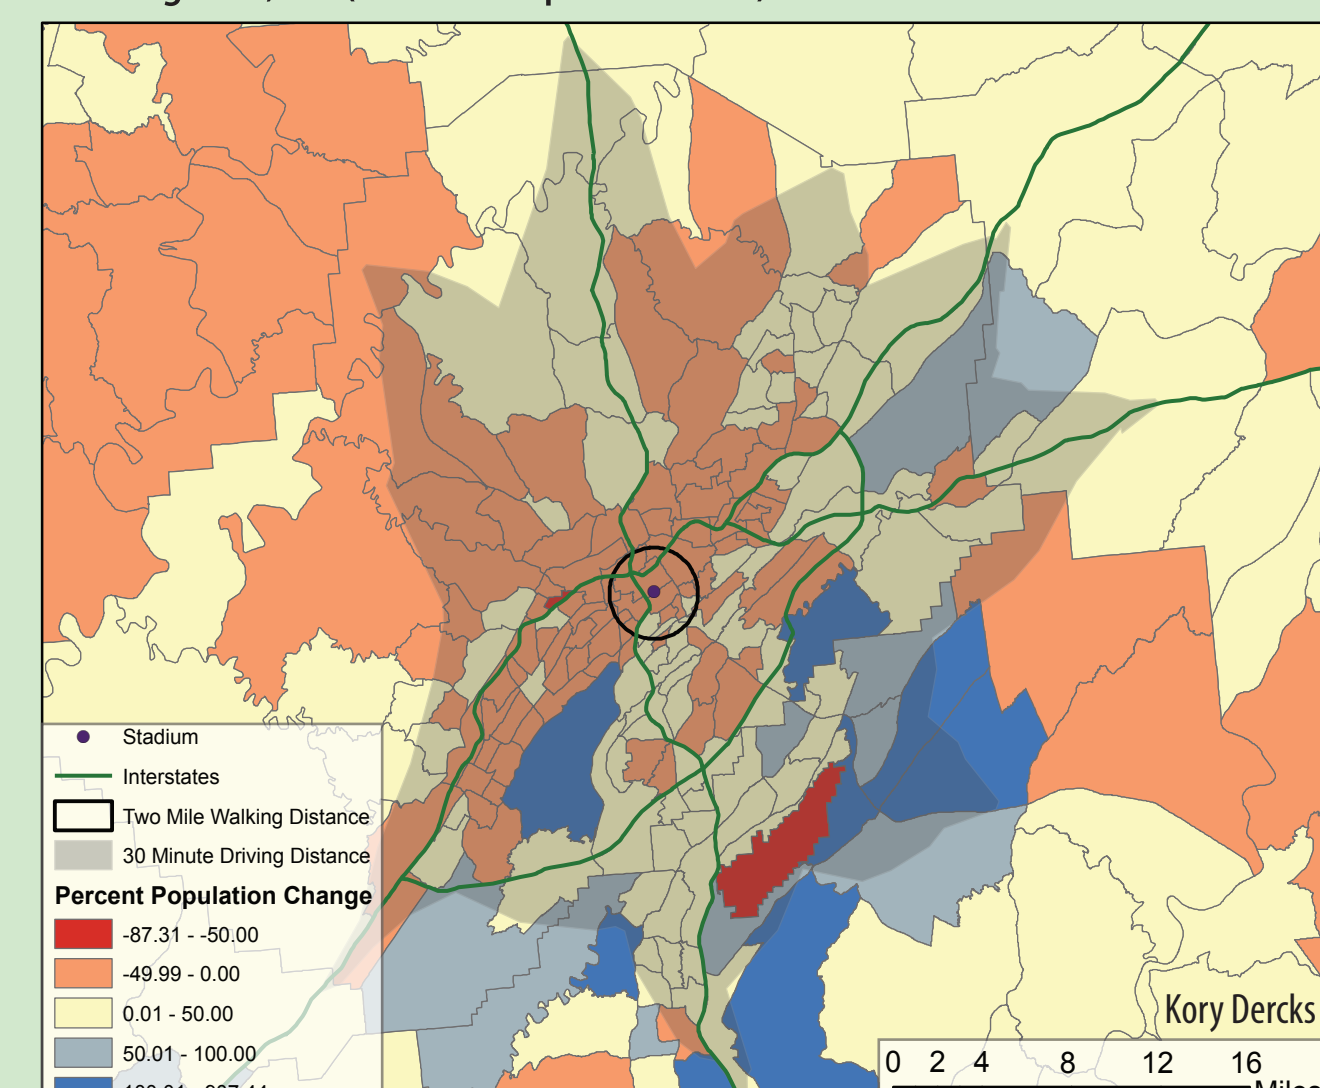 Stadium
Interstates
Two Mile Walking Distance
30 Minute Driving Distance
Percent Population Change
-87.31 - -50.00
-49.99 - 0.00
0.01 - 50.00
50.01 - 100.00
Kory Dercks
0 2 4 8 12 16
Miles